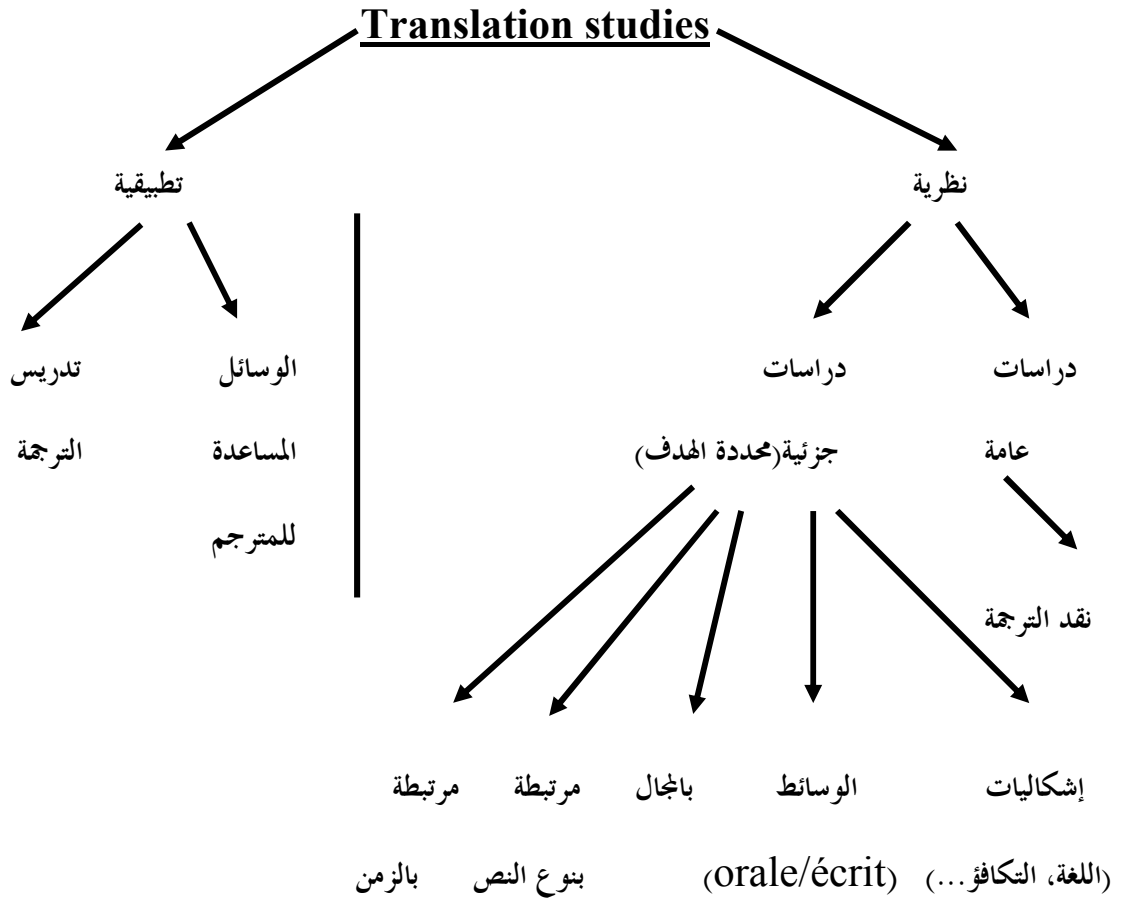 Translation studies
نظرية
تطبيقية
دراسات
عامة
دراسات
جزئية(محددة الهدف)
الوسائل
المساعدة
للمترجم
تدريس
الترجمة
نقد الترجمة
إشكاليات
(اللغة، التكافؤ...)
الوسائط
(orale/écrit)
بالمجال
مرتبطة
بنوع النص
مرتبطة
بالزمن